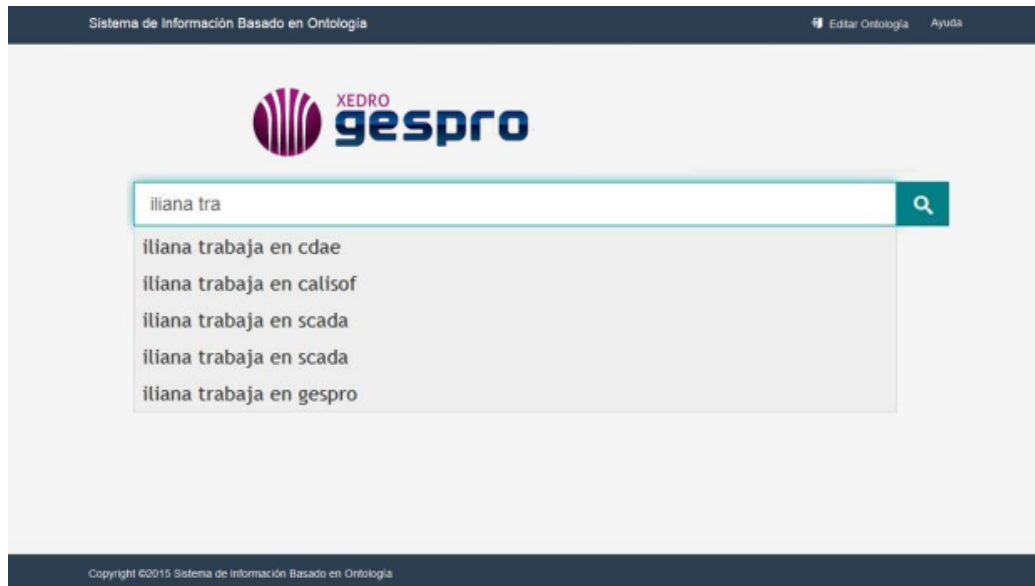 Sistema de Información Basado en Ontología
Editar Ontología Ayuda
XEDRO
gespro
iliana tra
iliana trabaja en cdae
iliana trabaja en calisof
iliana trabaja en scada
iliana trabaja en scada
iliana trabaja en gespro
Copyright ©2015 Sistema de Información Basado en Ontología